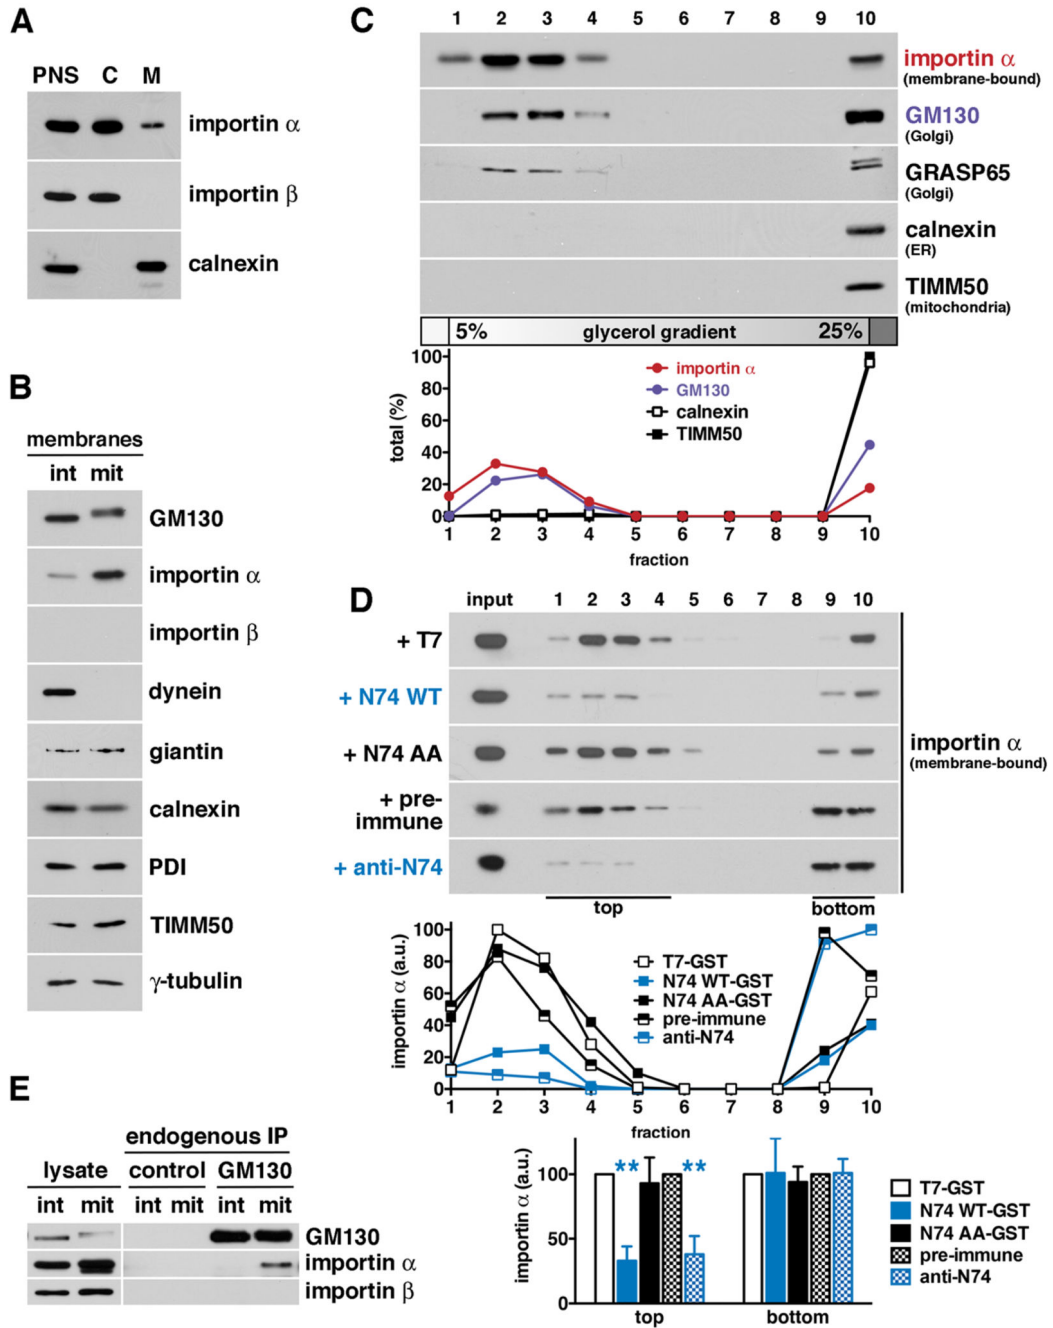 A
PNS C M
importin α
importin β
calnexin
B
membranes
int mit
GM130
importin α
importin β
dynein
giantin
calnexin
PDI
TIMM50
γ-tubulin
C
1 2 3 4 5 6 7 8 9 10
importin α
(membrane-bound)
GM130
(Golgi)
GRASP65
(Golgi)
calnexin
(ER)
TIMM50
(mitochondria)
5% glycerol gradient 25%
total (%)
100
80
60
40
20
0
importin α
GM130
calnexin
TIMM50
1 2 3 4 5 6 7 8 9 10
fraction
D
input 1 2 3 4 5 6 7 8 9 10
+ T7
+ N74 WT
+ N74 AA
+ pre-
immune
+ anti-N74
importin α
(membrane-bound)
top bottom
importin α (a.u.)
100
80
60
40
20
0
T7-GST
N74 WT-GST
N74 AA-GST
pre-immune
anti-N74
1 2 3 4 5 6 7 8 9 10
fraction
importin α (a.u.)
100
50
0
** **
top bottom
T7-GST
N74 WT-GST
N74 AA-GST
pre-immune
anti-N74
E
endogenous IP
lysate control GM130
int mit int mit int mit
GM130
importin α
importin β